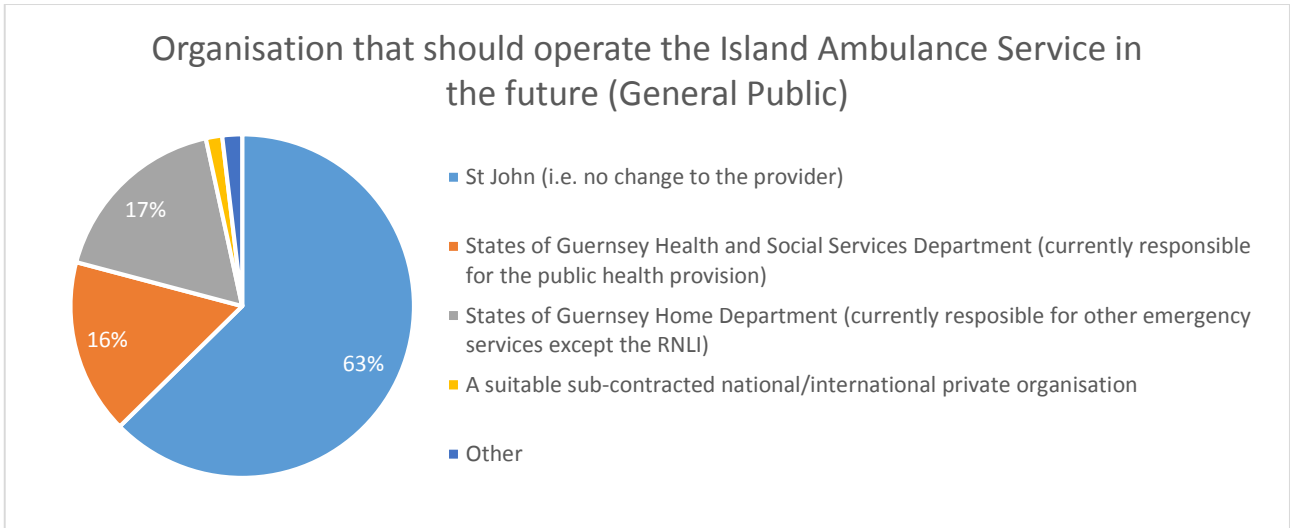 Organisation that should operate the Island Ambulance Service in
the future (General Public)
17%
16%
63%
St John (i.e. no change to the provider)
States of Guernsey Health and Social Services Department (currently responsible
for the public health provision)
States of Guernsey Home Department (currently resposible for other emergency
services except the RNLI)
A suitable sub-contracted national/international private organisation
Other